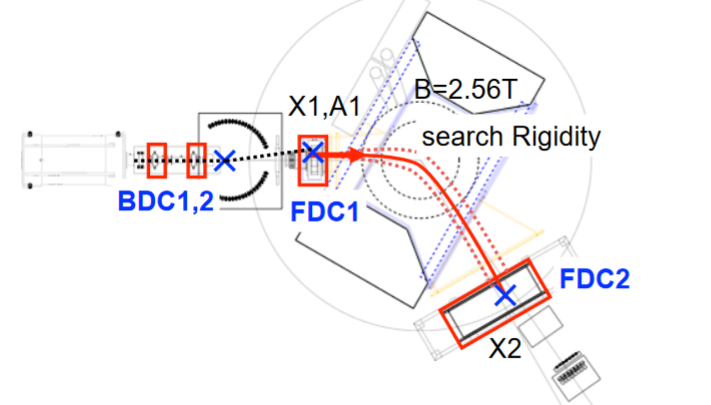 B=2.56T
X1,A1
search Rigidity
BDC1,2
FDC1
FDC2
X2